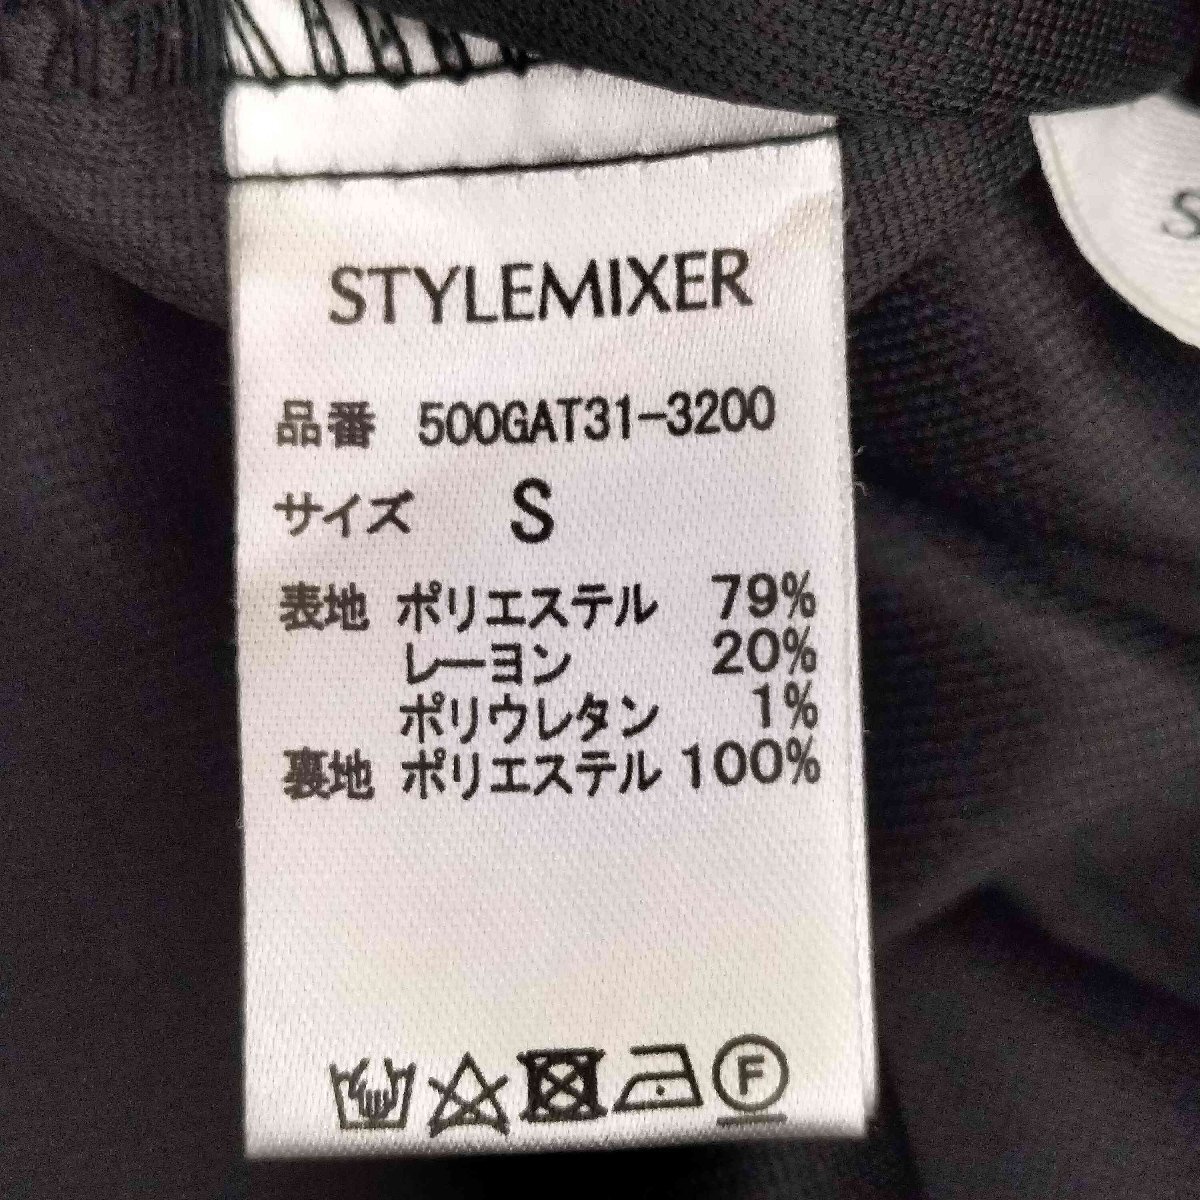 STYLEMIXER
品番 500GAT31-3200
サイズ S
表地 ポリエステル 79%
レーヨン 20%
ポリウレタン 1%
裏地 ポリエステル 100%
F
S